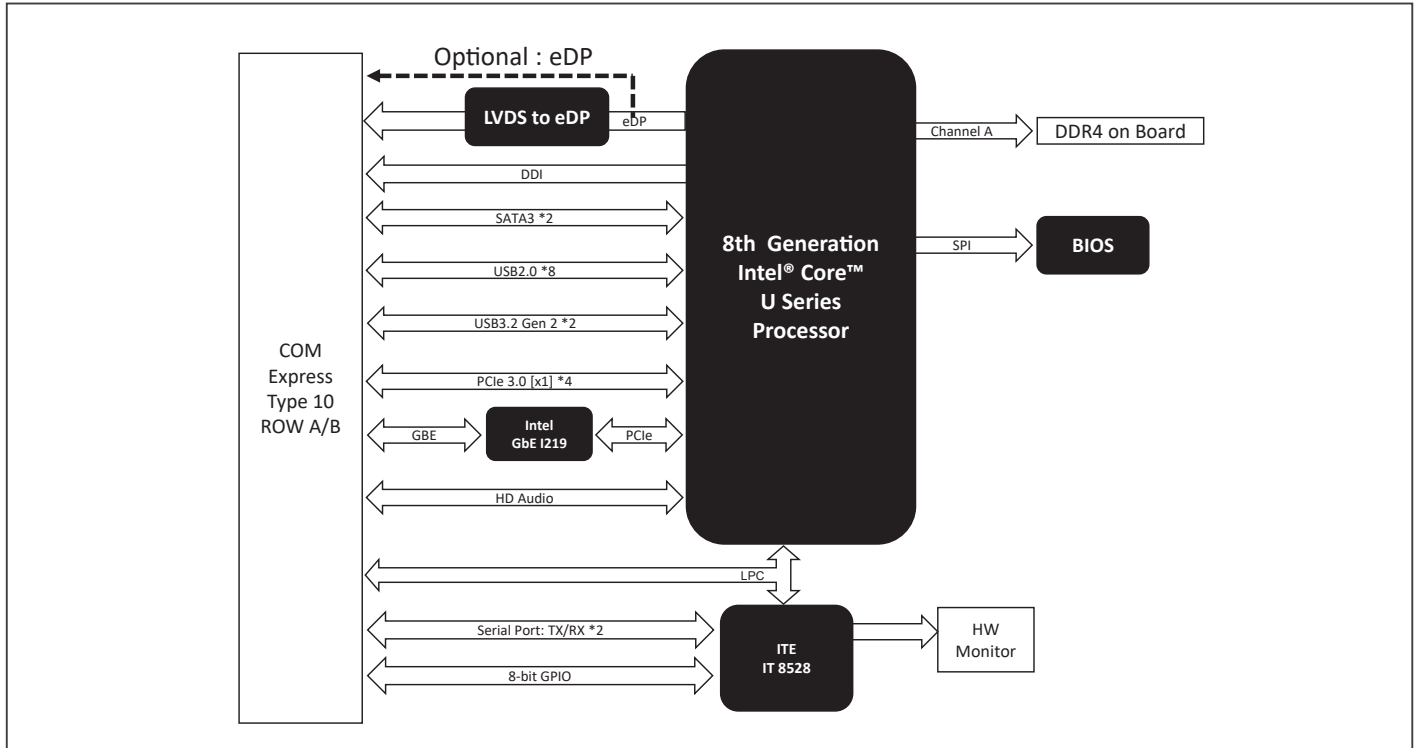 Optional : eDP
LVDS to eDP
eDP
Channel A
DDR4 on Board
DDI
SATA3 *2
8th Generation
Intel® Core™
U Series
Processor
SPI
BIOS
USB2.0 *8
USB3.2 Gen 2 *2
COM
Express
Type 10
ROW A/B
PCIe 3.0 [x1] *4
GBE
Intel
GbE I219
PCIe
HD Audio
LPC
Serial Port: TX/RX *2
ITE
IT 8528
HW
Monitor
8-bit GPIO